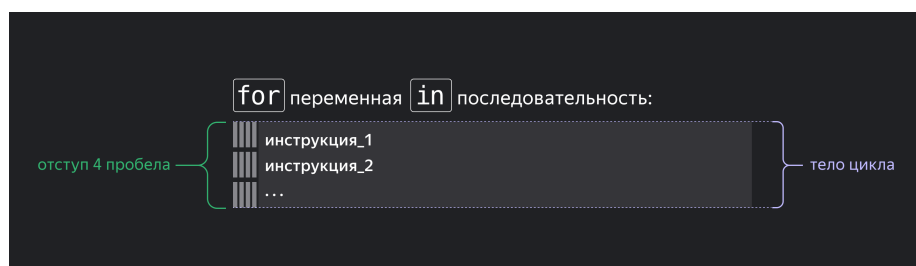 for переменная in последовательность:
инструкция_1
отступ 4 пробела
инструкция_2
тело цикла
...